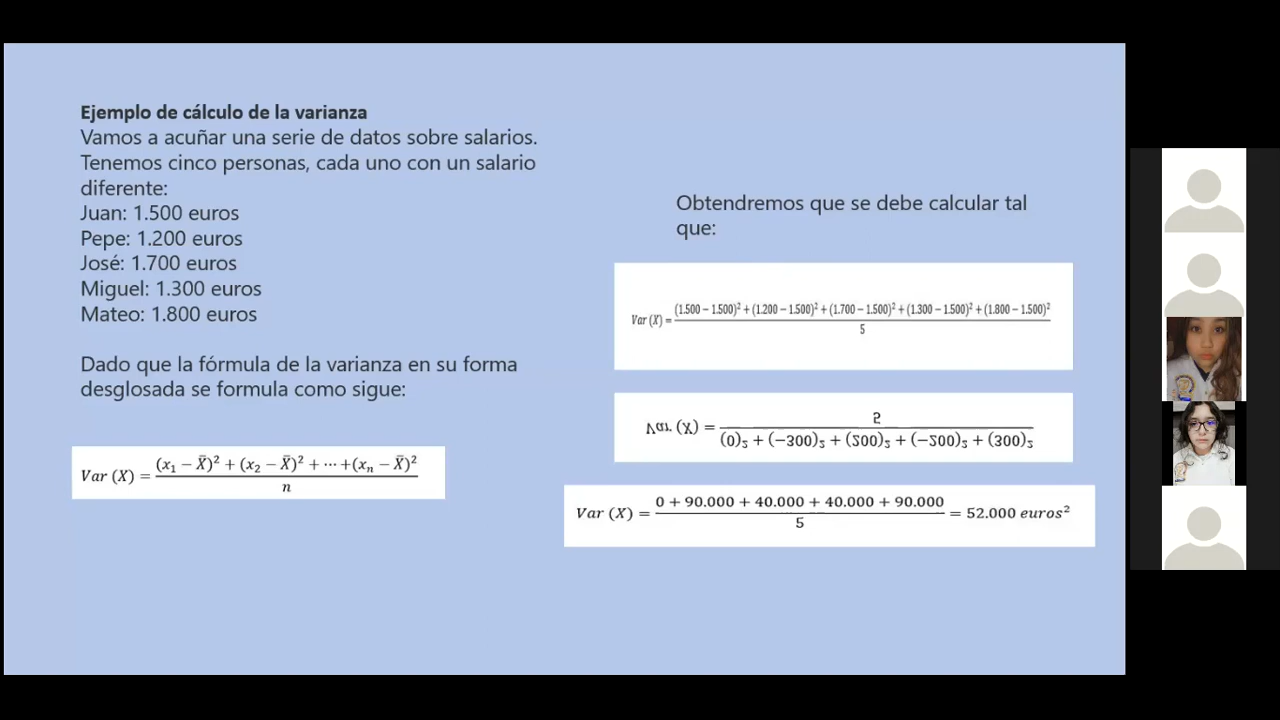 Ejemplo de cálculo de la varianza
Vamos a acuñar una serie de datos sobre salarios.
Tenemos cinco personas, cada uno con un salario
diferente:
Juan: 1.500 euros
Pepe: 1.200 euros
José: 1.700 euros
Miguel: 1.300 euros
Mateo: 1.800 euros
Dado que la fórmula de la varianza en su forma
desglosada se formula como sigue:
Var (X) = (x₁ − X̄)² + (x₂ − X̄)² + ⋯ +(xₙ − X̄)² / n
Obtendremos que se debe calcular tal
que:
Var (X) = (1.500 − 1.500)² + (1.200 − 1.500)² + (1.700 − 1.500)² + (1.300 − 1.500)² + (1.800 − 1.500)² / 5
Var (X) = (0)² + (−300)² + (200)² + (−200)² + (300)² / 5
Var (X) = 0 + 90.000 + 40.000 + 40.000 + 90.000 / 5 = 52.000 euros²